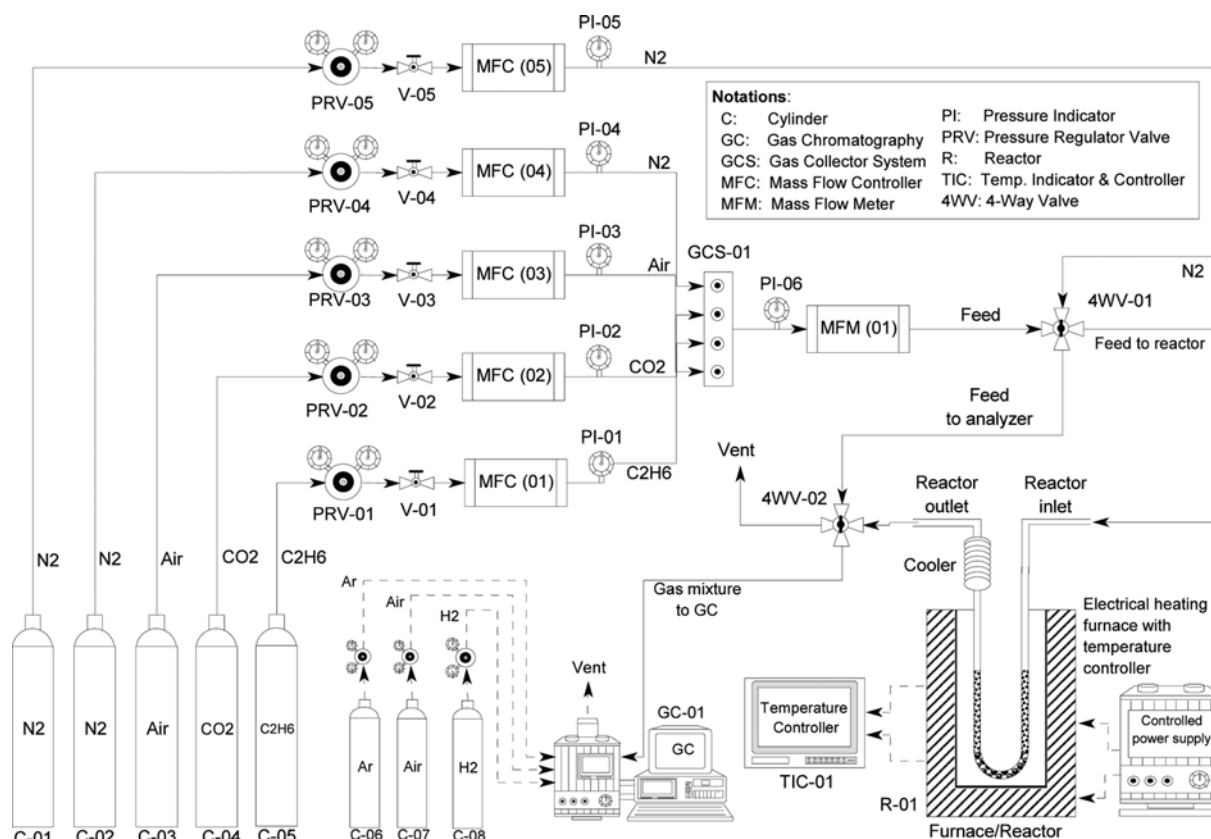 PI-05
N2
MFC (05)
PRV-05
V-05
PI-04
N2
MFC (04)
PRV-04
V-04
PI-03
Air
MFC (03)
PRV-03
V-03
PI-02
CO2
MFC (02)
PRV-02
V-02
PI-01
C2H6
MFC (01)
PRV-01
V-01
Notations:
C: Cylinder
GC: Gas Chromatography
GCS: Gas Collector System
MFC: Mass Flow Controller
MFM: Mass Flow Meter
PI: Pressure Indicator
PRV: Pressure Regulator Valve
R: Reactor
TIC: Temp. Indicator & Controller
4WV: 4-Way Valve
GCS-01
PI-06
MFM (01)
Feed
N2
4WV-01
Feed to reactor
Feed
to analyzer
Vent
4WV-02
Reactor
outlet
Reactor
inlet
Cooler
Gas mixture
to GC
Electrical heating
furnace with
temperature
controller
N2
N2
Air
CO2
C2H6
N2
N2
Air
CO2
C2H6
C-01
C-02
C-03
C-04
C-05
Ar
Air
H2
Ar
Air
H2
C-06
C-07
C-08
Vent
GC-01
GC
Temperature
Controller
TIC-01
Controlled
power supply
R-01
Furnace/Reactor